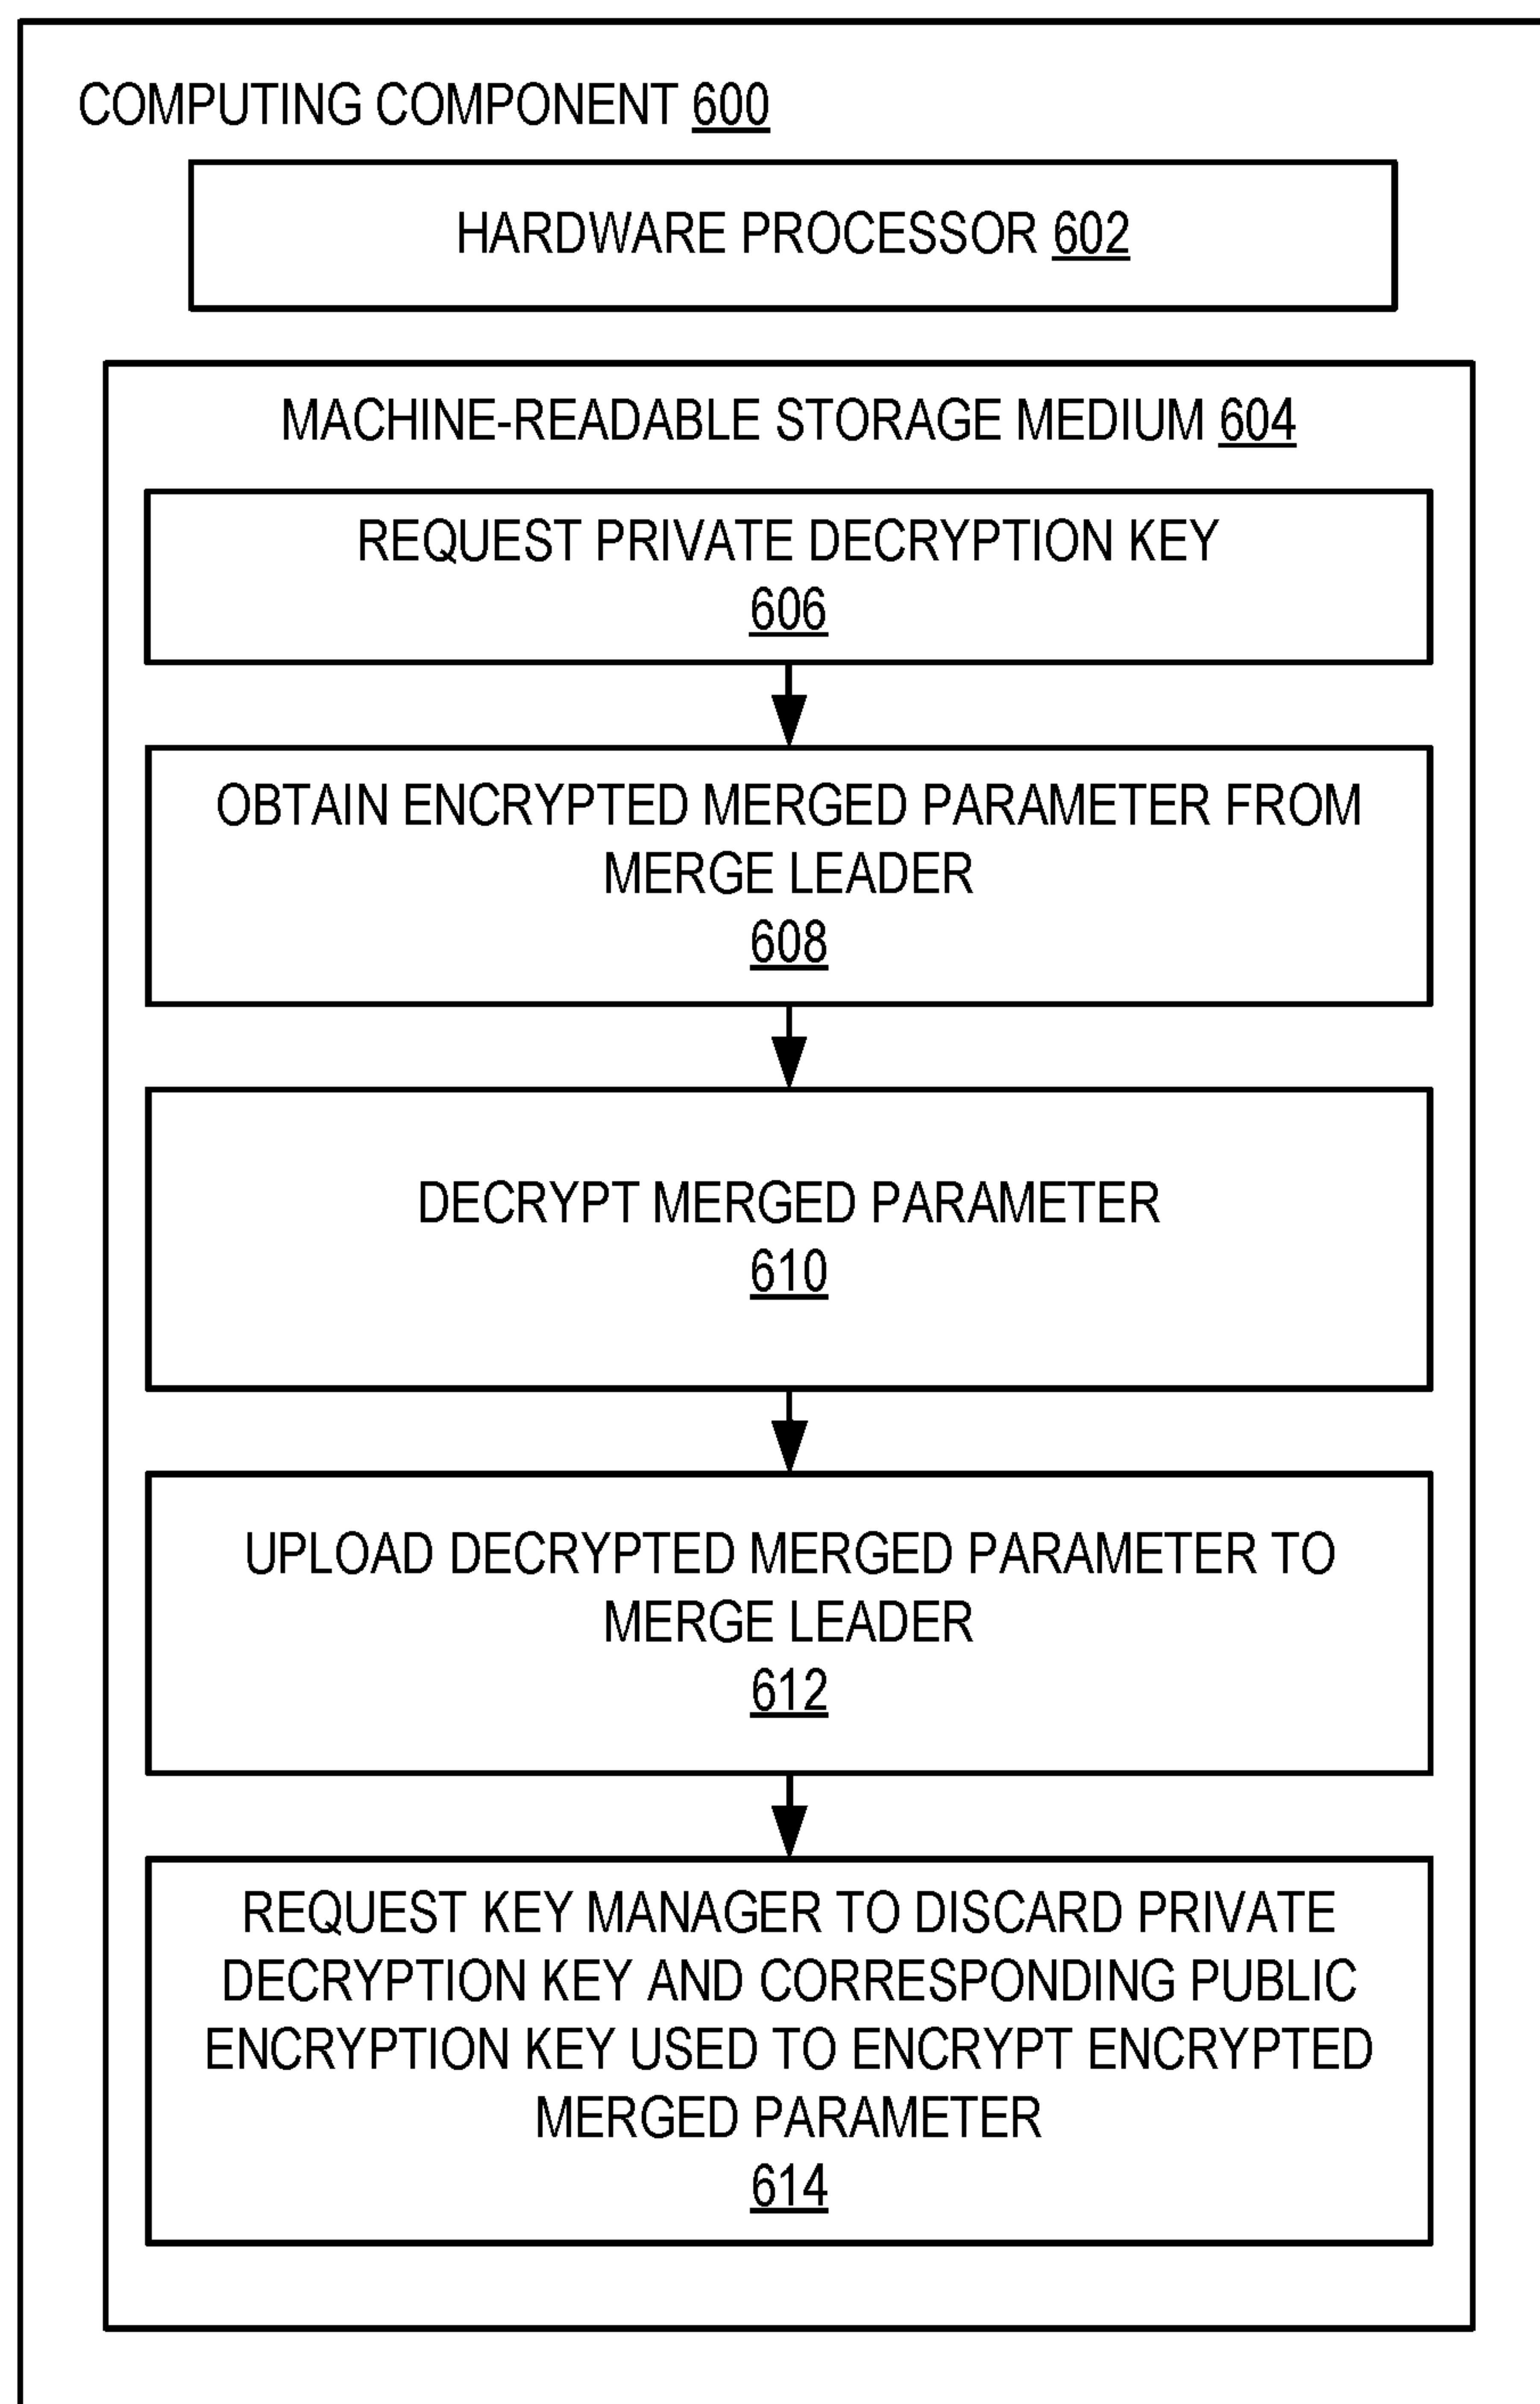 COMPUTING COMPONENT 600
HARDWARE PROCESSOR 602
MACHINE-READABLE STORAGE MEDIUM 604
REQUEST PRIVATE DECRYPTION KEY
606
OBTAIN ENCRYPTED MERGED PARAMETER FROM
MERGE LEADER
608
DECRYPT MERGED PARAMETER
610
UPLOAD DECRYPTED MERGED PARAMETER TO
MERGE LEADER
612
REQUEST KEY MANAGER TO DISCARD PRIVATE
DECRYPTION KEY AND CORRESPONDING PUBLIC
ENCRYPTION KEY USED TO ENCRYPT ENCRYPTED
MERGED PARAMETER
614